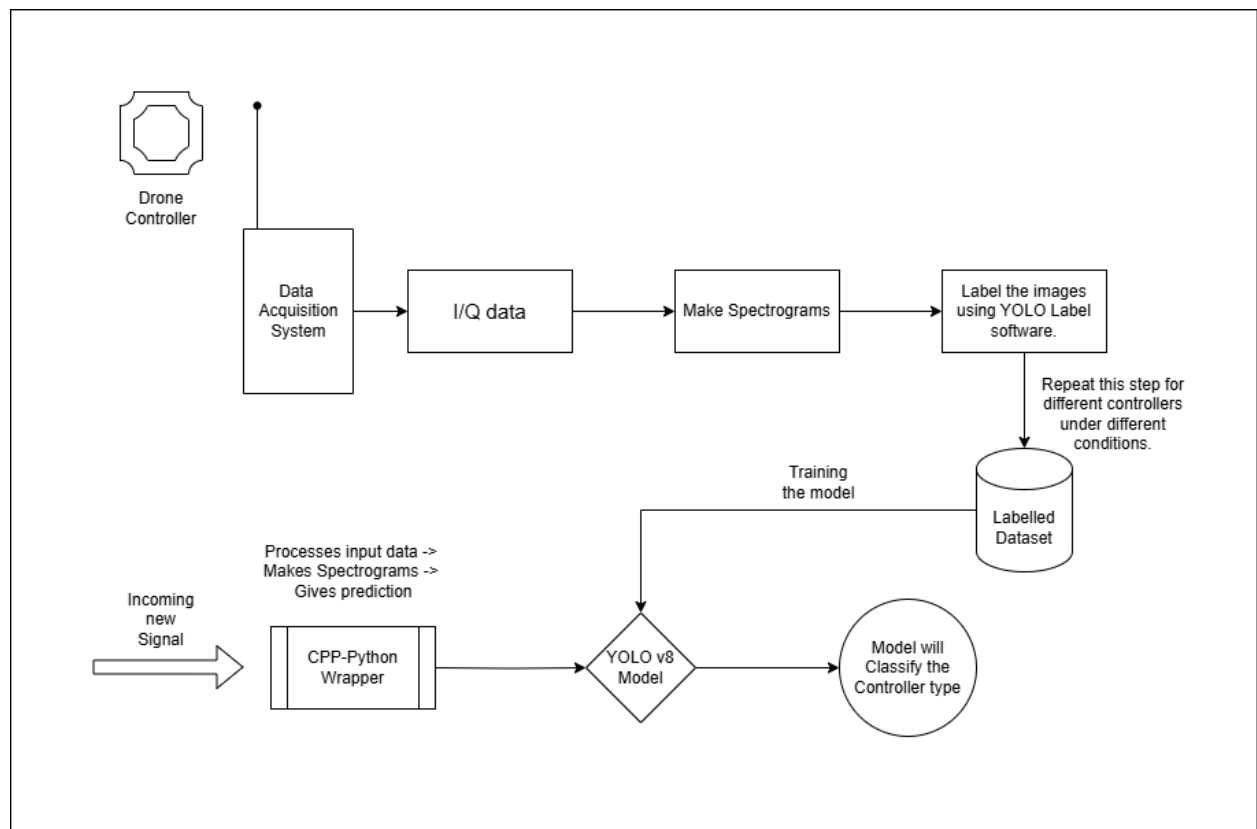 Drone
Controller
Data
Acquisition
System
I/Q data
Make Spectrograms
Label the images
using YOLO Label
software.
Repeat this step for
different controllers
under different
conditions.
Training
the model
Labelled
Dataset
Processes input data ->
Makes Spectrograms ->
Gives prediction
Incoming
new
Signal
CPP-Python
Wrapper
YOLO v8
Model
Model will
Classify the
Controller type